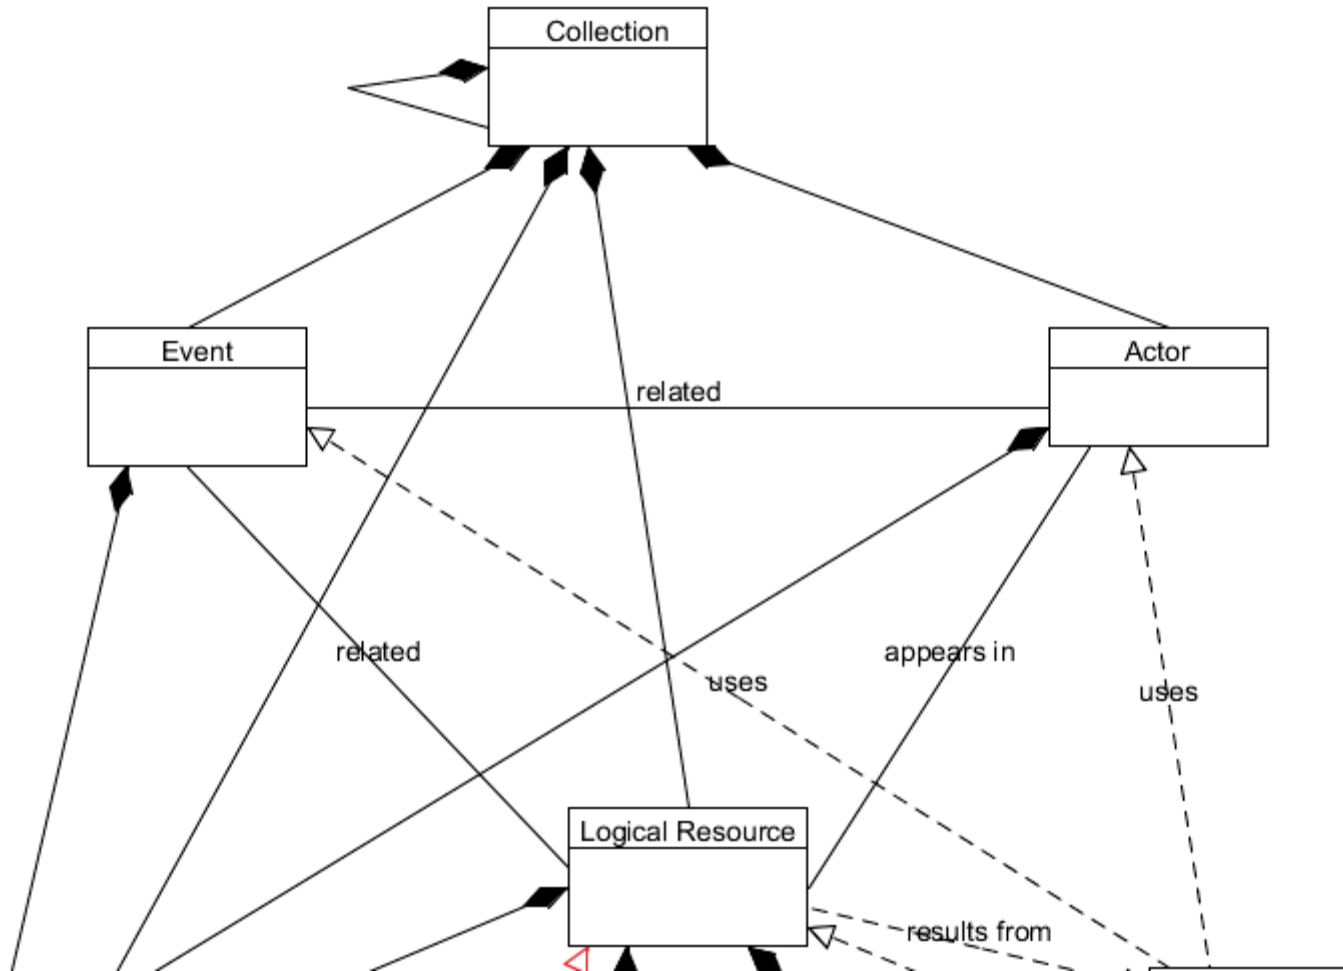 Collection
Event
Actor
related
related
appears in
uses
uses
Logical Resource
results from